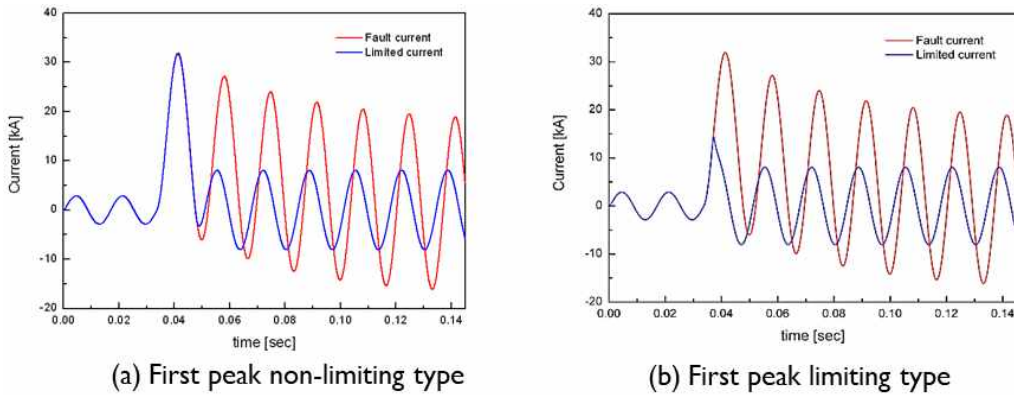 Fault current
Limited current
Current [kA]
40
30
20
10
0
-10
-20
0.00 0.02 0.04 0.06 0.08 0.10 0.12 0.14
time [sec]
(a) First peak non-limiting type
Fault current
Limited current
Current [kA]
40
30
20
10
0
-10
-20
0.00 0.02 0.04 0.06 0.08 0.10 0.12 0.14
time [sec]
(b) First peak limiting type